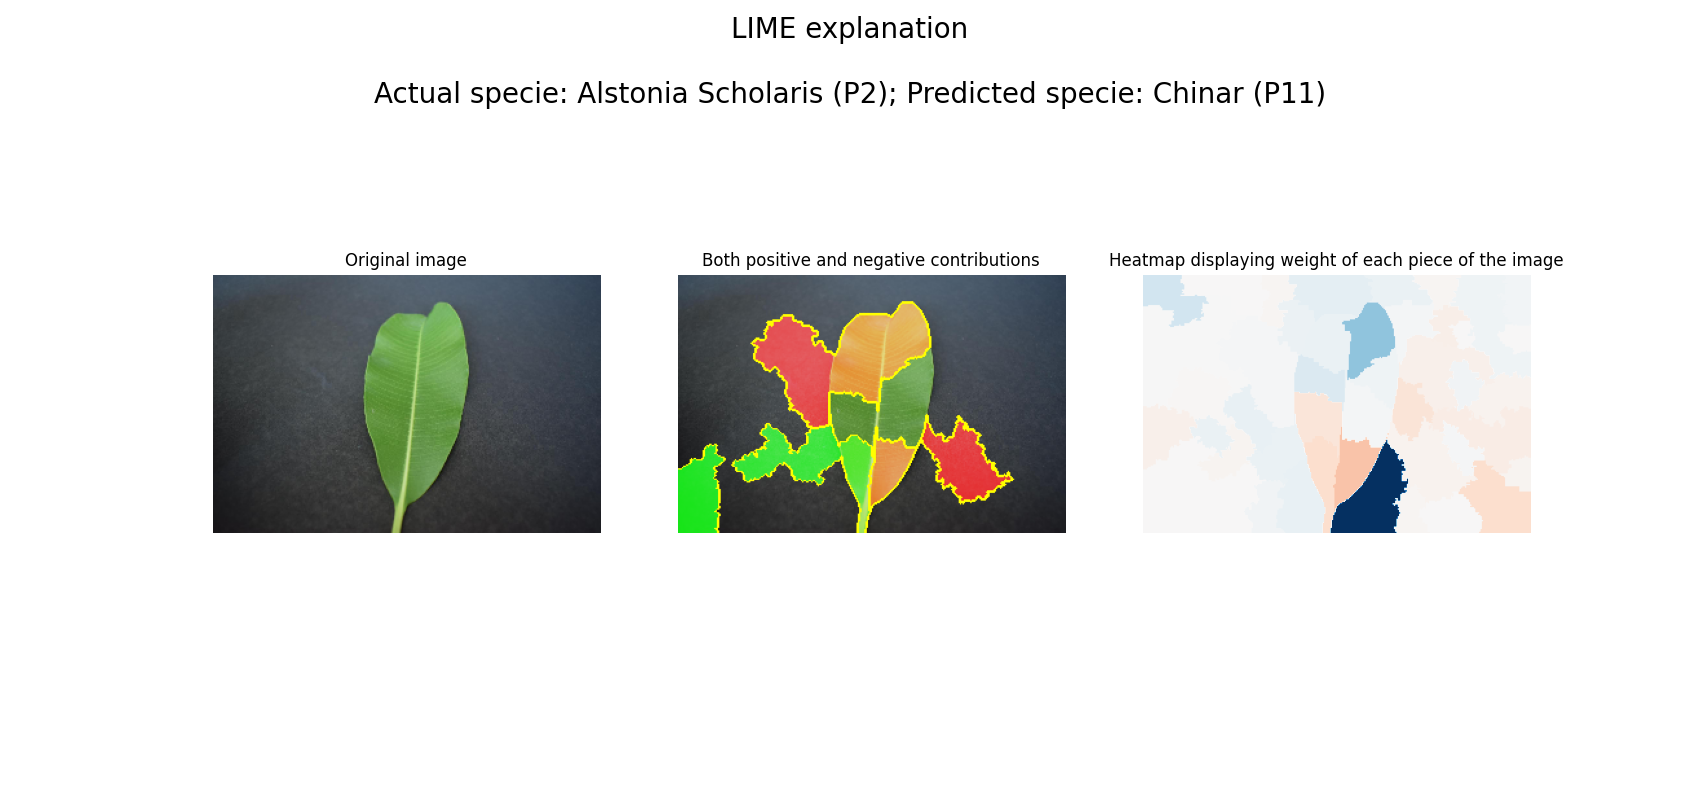 LIME explanation
Actual specie: Alstonia Scholaris (P2); Predicted specie: Chinar (P11)
Original image
Both positive and negative contributions
Heatmap displaying weight of each piece of the image